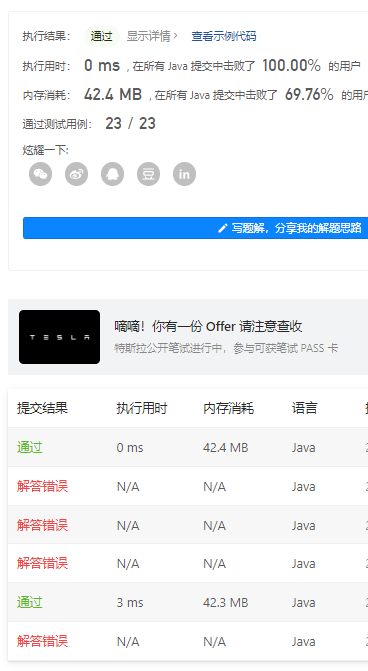 执行结果： 通过 显示详情 › 查看示例代码
执行用时： 0 ms , 在所有 Java 提交中击败了 100.00% 的用户
内存消耗： 42.4 MB , 在所有 Java 提交中击败了 69.76% 的用户
通过测试用例： 23 / 23
炫耀一下:
豆 in
写题解，分享我的解题思路
TESLA
嘀嘀！你有一份 Offer 请注意查收
特斯拉公开笔试进行中，参与可获笔试 PASS 卡
提交结果 执行用时 内存消耗 语言
通过 0 ms 42.4 MB Java
解答错误 N/A N/A Java
解答错误 N/A N/A Java
解答错误 N/A N/A Java
通过 3 ms 42.3 MB Java
解答错误 N/A N/A Java